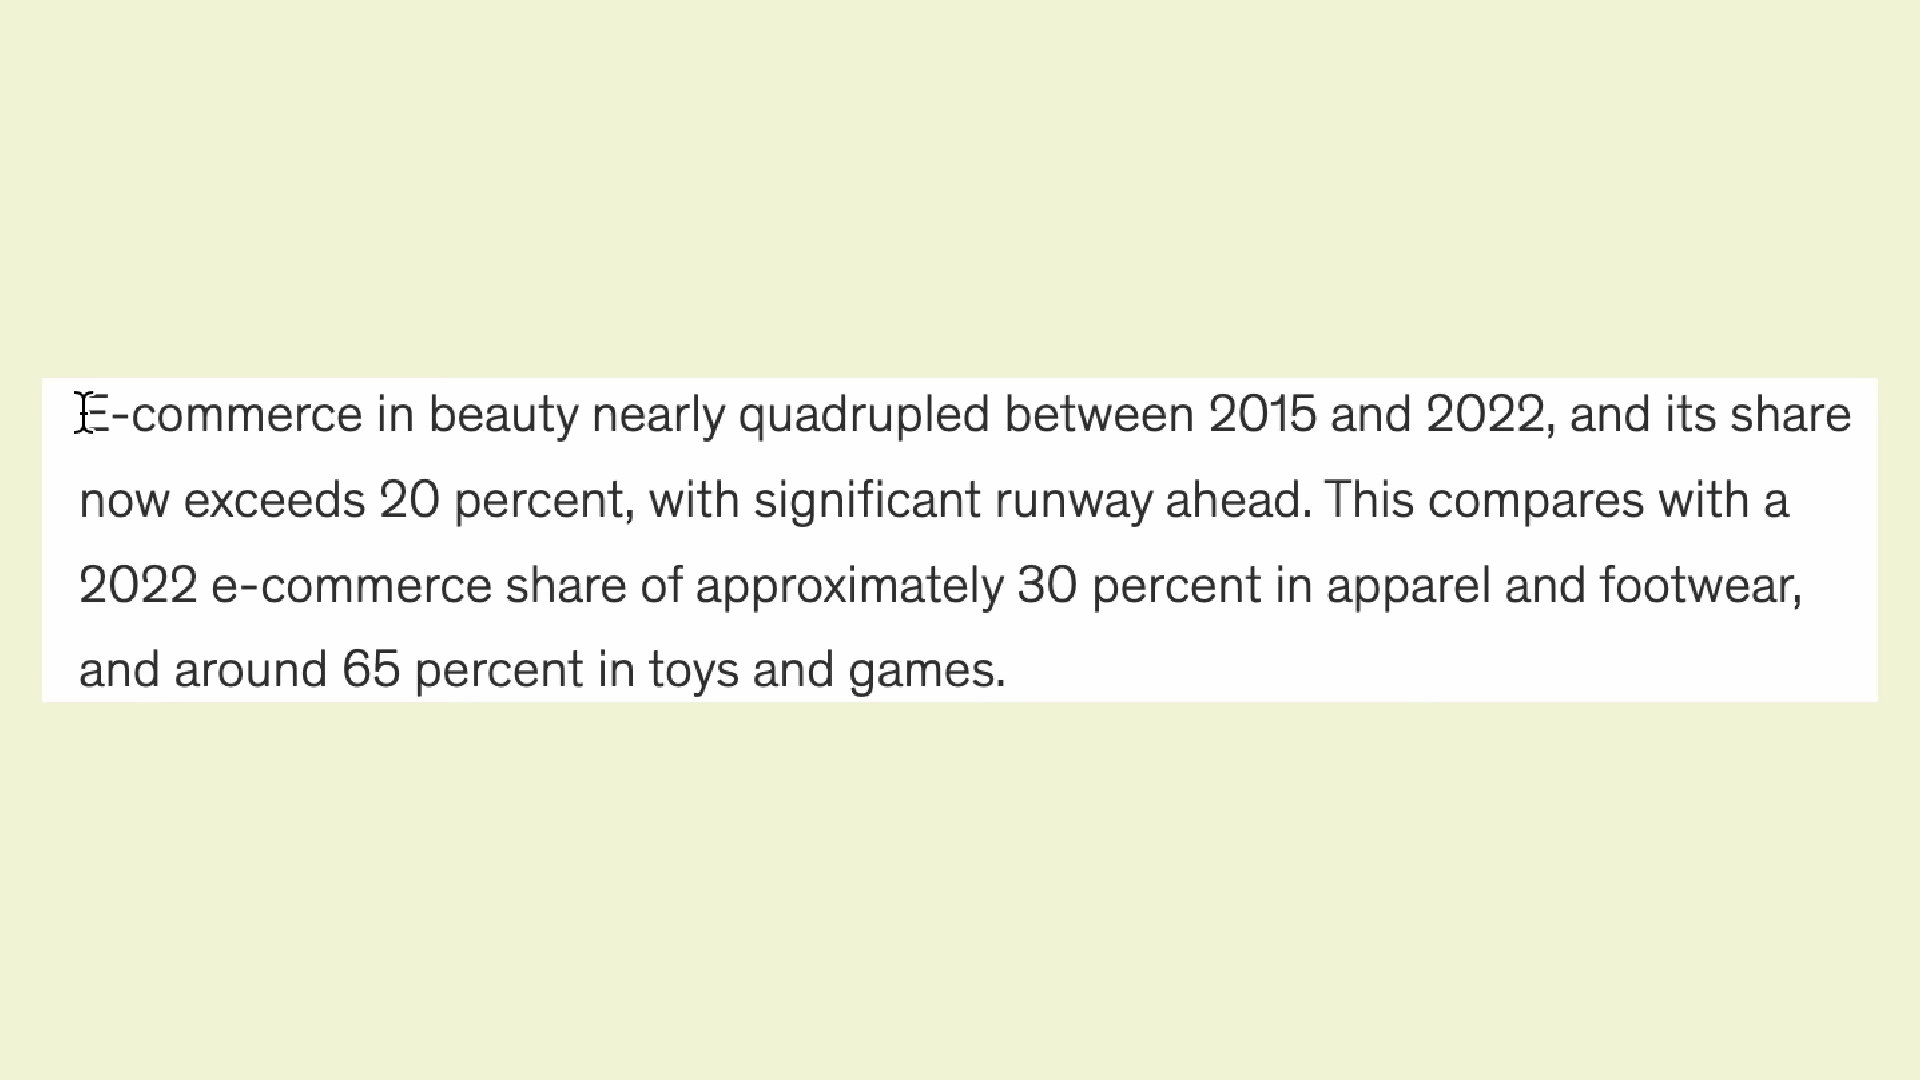 E-commerce in beauty nearly quadrupled between 2015 and 2022, and its share
now exceeds 20 percent, with significant runway ahead. This compares with a
2022 e-commerce share of approximately 30 percent in apparel and footwear,
and around 65 percent in toys and games.